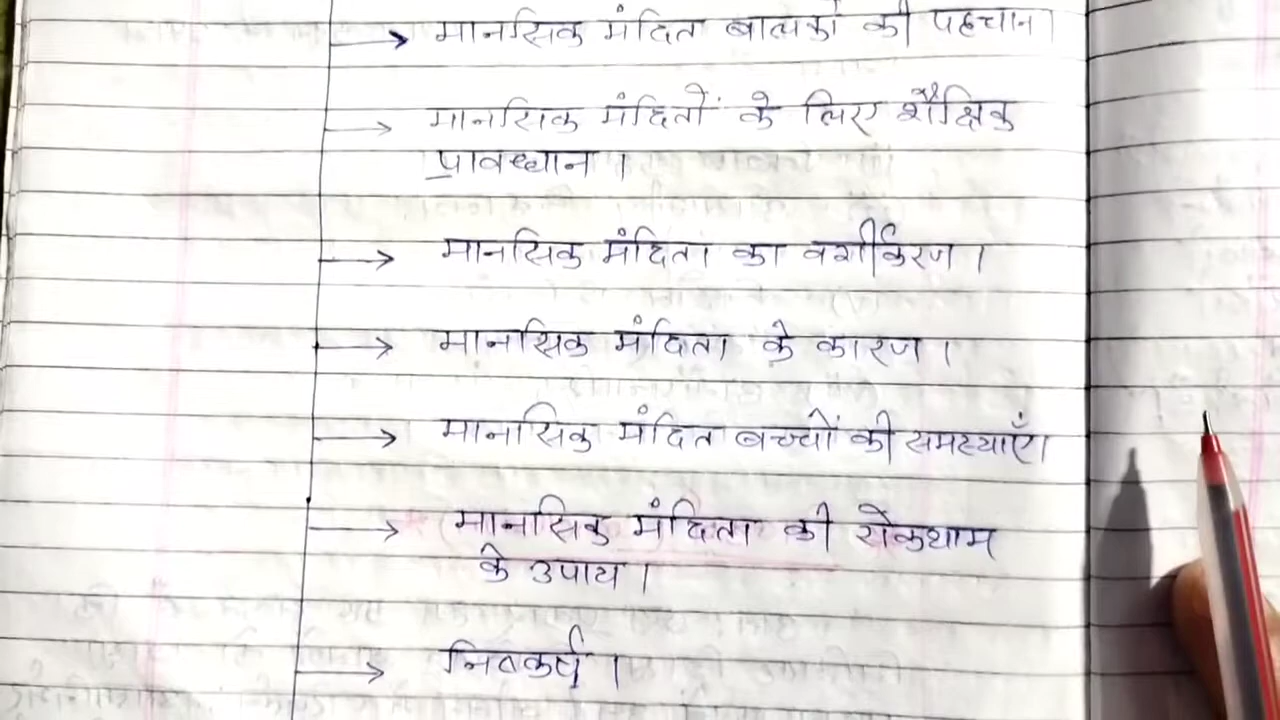 → मानसिक मंदित बालकों की पहचान।
→ मानसिक मंदितों के लिए शैक्षिक
प्रावधान।
→ मानसिक मंदिता का वर्गीकरण।
→ मानसिक मंदिता के कारण।
→ मानसिक मंदित बच्चों की समस्याएँ।
→ मानसिक मंदिता की रोकथाम
के उपाय।
→ निष्कर्ष।